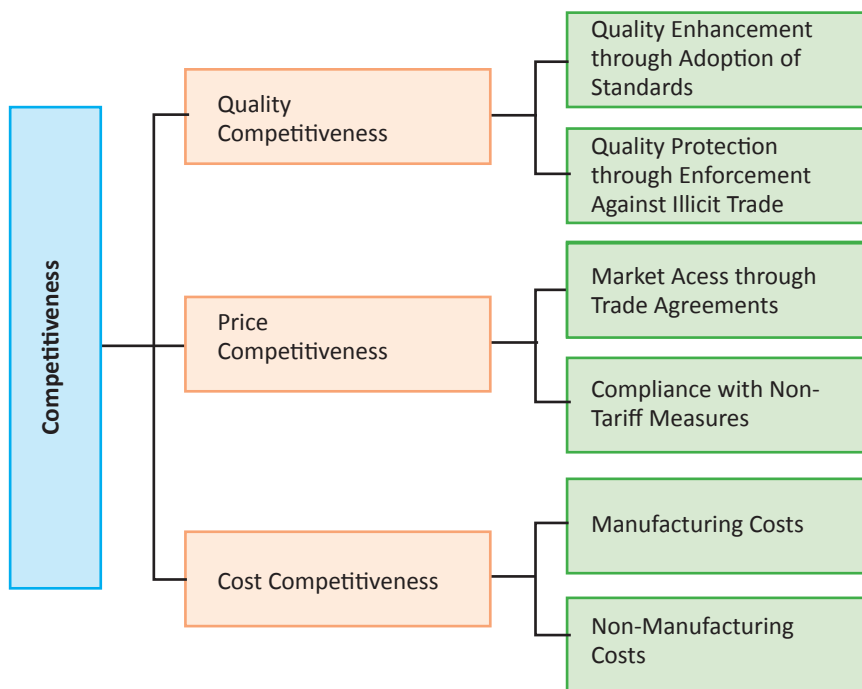 Competitiveness
Quality
Competitiveness
Quality Enhancement
through Adoption of
Standards
Quality Protection
through Enforcement
Against Illicit Trade
Price
Competitiveness
Market Acess through
Trade Agreements
Compliance with Non-
Tariff Measures
Cost Competitiveness
Manufacturing Costs
Non-Manufacturing
Costs